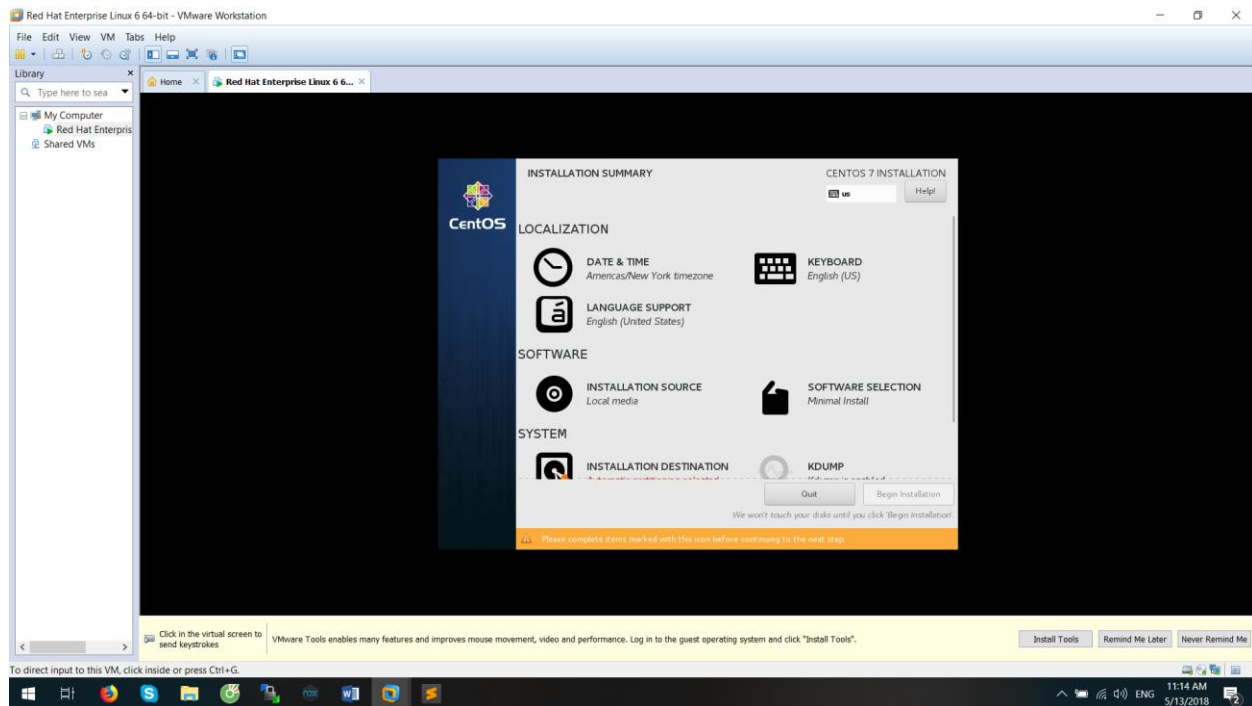 Red Hat Enterprise Linux 6 64-bit - VMware Workstation
File Edit View VM Tabs Help
Library
Type here to sea
Home
Red Hat Enterprise Linux 6 6...
My Computer
Red Hat Enterpris
Shared VMs
CentOS
INSTALLATION SUMMARY
CENTOS 7 INSTALLATION
us
Help!
LOCALIZATION
DATE & TIME
Americas/New York timezone
KEYBOARD
English (US)
LANGUAGE SUPPORT
English (United States)
SOFTWARE
INSTALLATION SOURCE
Local media
SOFTWARE SELECTION
Minimal Install
SYSTEM
INSTALLATION DESTINATION
Automatic partitioning selected
KDUMP
Kdump is enabled
Quit
Begin Installation
We won't touch your disks until you click 'Begin Installation'.
Please complete items marked with this icon before continuing to the next step.
Click in the virtual screen to
send keystrokes
VMware Tools enables many features and improves mouse movement, video and performance. Log in to the guest operating system and click "Install Tools".
Install Tools
Remind Me Later
Never Remind Me
To direct input to this VM, click inside or press Ctrl+G.
ENG
11:14 AM
5/13/2018
2